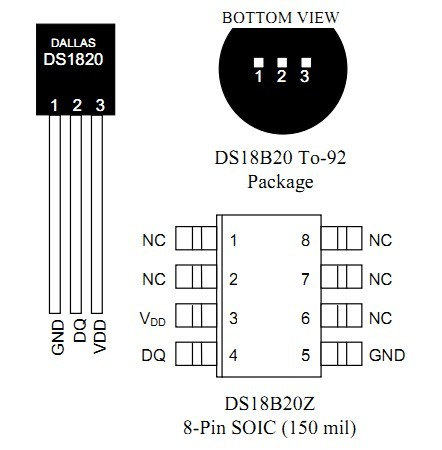 BOTTOM VIEW
DALLAS
DS1820
1 2 3
1 2 3
DS18B20 To-92
Package
GND
DQ
VDD
NC 1 8 NC
NC 2 7 NC
VDD 3 6 NC
DQ 4 5 GND
DS18B20Z
8-Pin SOIC (150 mil)